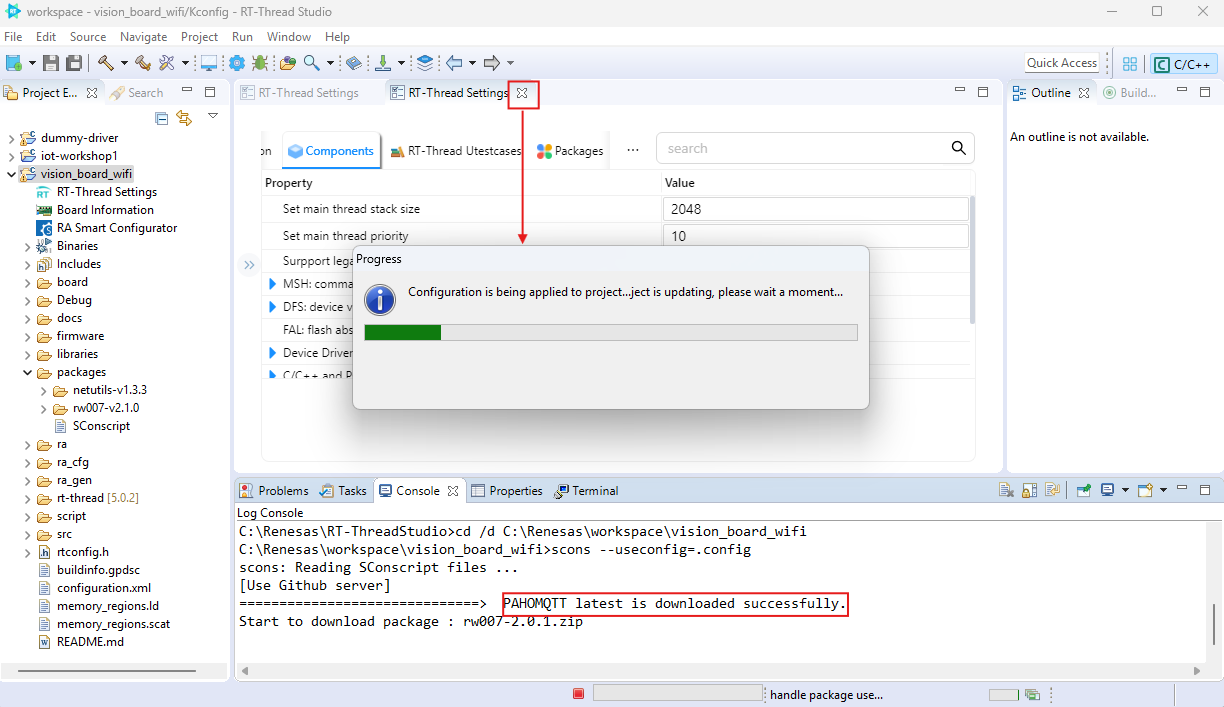 workspace - vision_board_wifi/Kconfig - RT-Thread Studio
File Edit Source Navigate Project Run Window Help
Quick Access
C/C++
Project E...
Search
dummy-driver
iot-workshop1
vision_board_wifi
RT-Thread Settings
Board Information
RA Smart Configurator
Binaries
Includes
board
Debug
docs
firmware
libraries
packages
netutils-v1.3.3
rw007-v2.1.0
SConscript
ra
ra_cfg
ra_gen
rt-thread [5.0.2]
script
src
rtconfig.h
buildinfo.gpdsc
configuration.xml
memory_regions.ld
memory_regions.scat
README.md
RT-Thread Settings
RT-Thread Settings
on
Components
RT-Thread Utestcases
Packages
...
search
Property Value
Set main thread stack size 2048
Set main thread priority 10
Surpport lega
MSH: comma
DFS: device v
FAL: flash abs
Device Driver
C/C++ and P
Progress
Configuration is being applied to project...ject is updating, please wait a moment...
Outline
Build...
An outline is not available.
Problems
Tasks
Console
Properties
Terminal
Log Console
C:\Renesas\RT-ThreadStudio>cd /d C:\Renesas\workspace\vision_board_wifi
C:\Renesas\workspace\vision_board_wifi>scons --useconfig=.config
scons: Reading SConscript files ...
[Use Github server]
==============================> PAHOMQTT latest is downloaded successfully.
Start to download package : rw007-2.0.1.zip
handle package use...